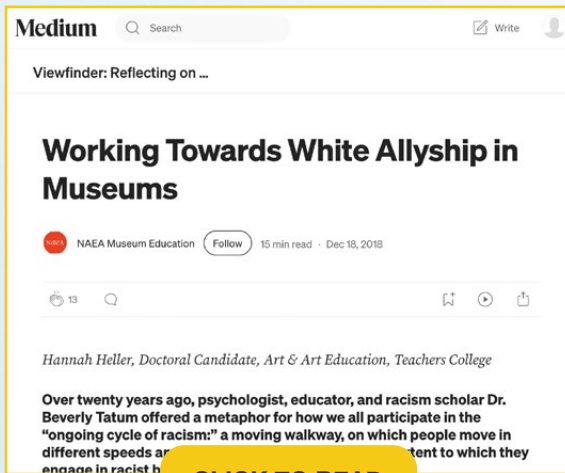 Medium Search Write
Viewfinder: Reflecting on ...
Working Towards White Allyship in
Museums
NAEA Museum Education Follow 15 min read · Dec 18, 2018
13
Hannah Heller, Doctoral Candidate, Art & Art Education, Teachers College
Over twenty years ago, psychologist, educator, and racism scholar Dr.
Beverly Tatum offered a metaphor for how we all participate in the
“ongoing cycle of racism:” a moving walkway, on which people move in
different speeds to which they
engage in racist
CLICK TO READ